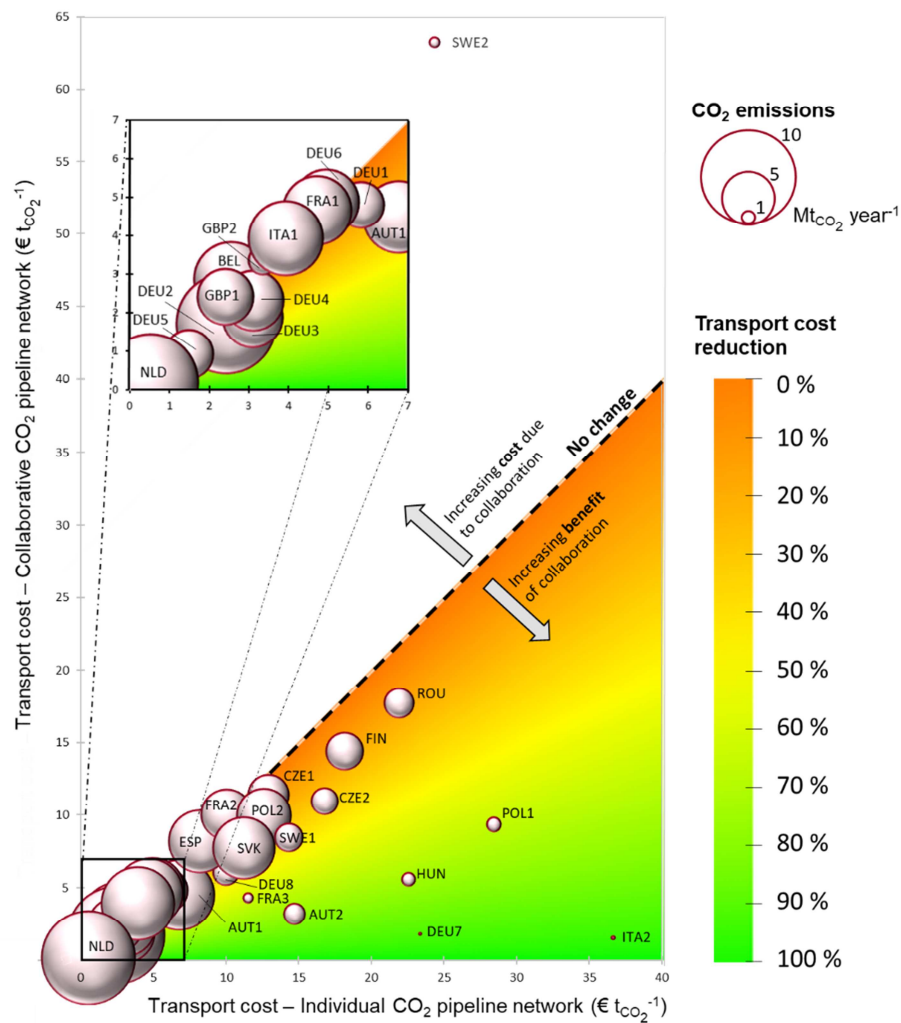 65
60
55
50
45
40
35
30
25
20
15
10
5
0
5
10
15
20
25
30
35
40
Transport cost – Collaborative CO2 pipeline network (€ tCO2-1)
Transport cost – Individual CO2 pipeline network (€ tCO2-1)
SWE2
7
6
5
4
3
2
1
0
0
1
2
3
4
5
6
7
DEU6
DEU1
FRA1
AUT1
GBP2
ITA1
BEL
DEU2
GBP1
DEU4
DEU5
DEU3
NLD
No change
Increasing cost due
to collaboration
Increasing benefit
of collaboration
ROU
FIN
CZE1
CZE2
FRA2
POL2
POL1
ESP
SVK
SWE1
HUN
DEU8
FRA3
AUT2
AUT1
DEU7
ITA2
NLD
CO2 emissions
10
5
1
MtCO2 year-1
Transport cost
reduction
0 %
10 %
20 %
30 %
40 %
50 %
60 %
70 %
80 %
90 %
100 %